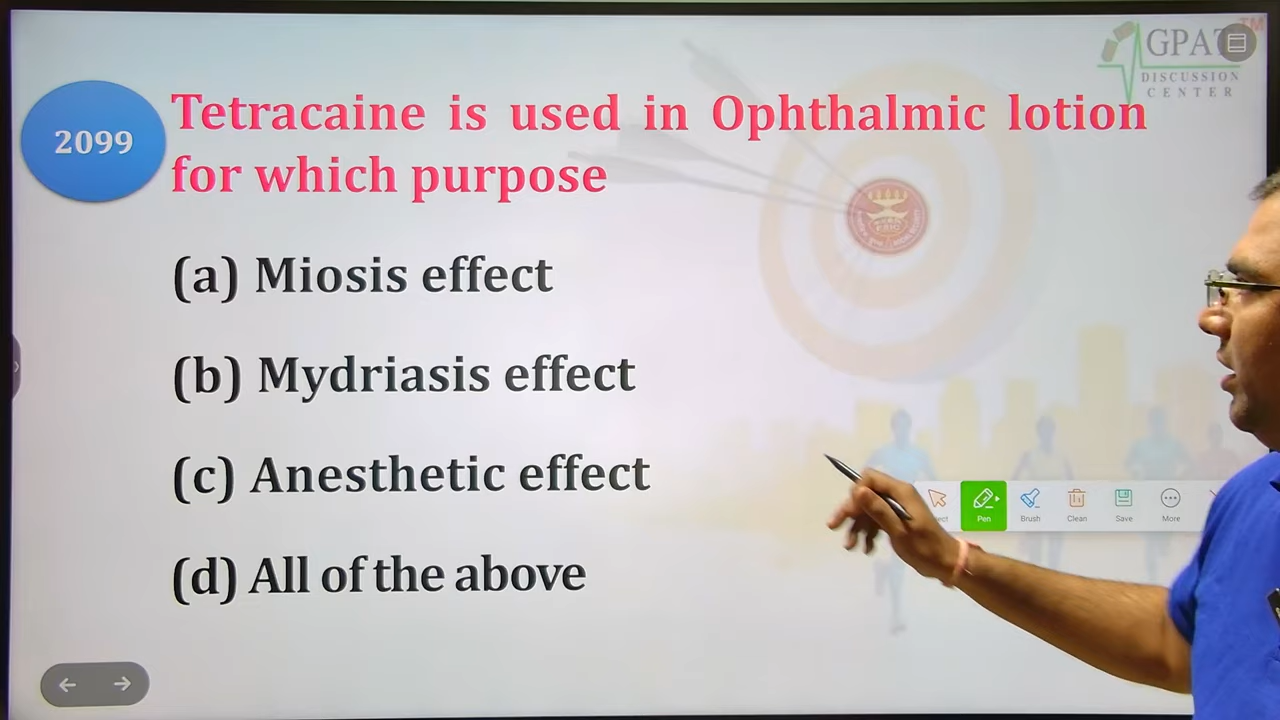 GPAT
TM
DISCUSSION
CENTER
2099
Tetracaine is used in Ophthalmic lotion
for which purpose
(a) Miosis effect
(b) Mydriasis effect
(c) Anesthetic effect
(d) All of the above
Pen
Brush
Clean
Save
More